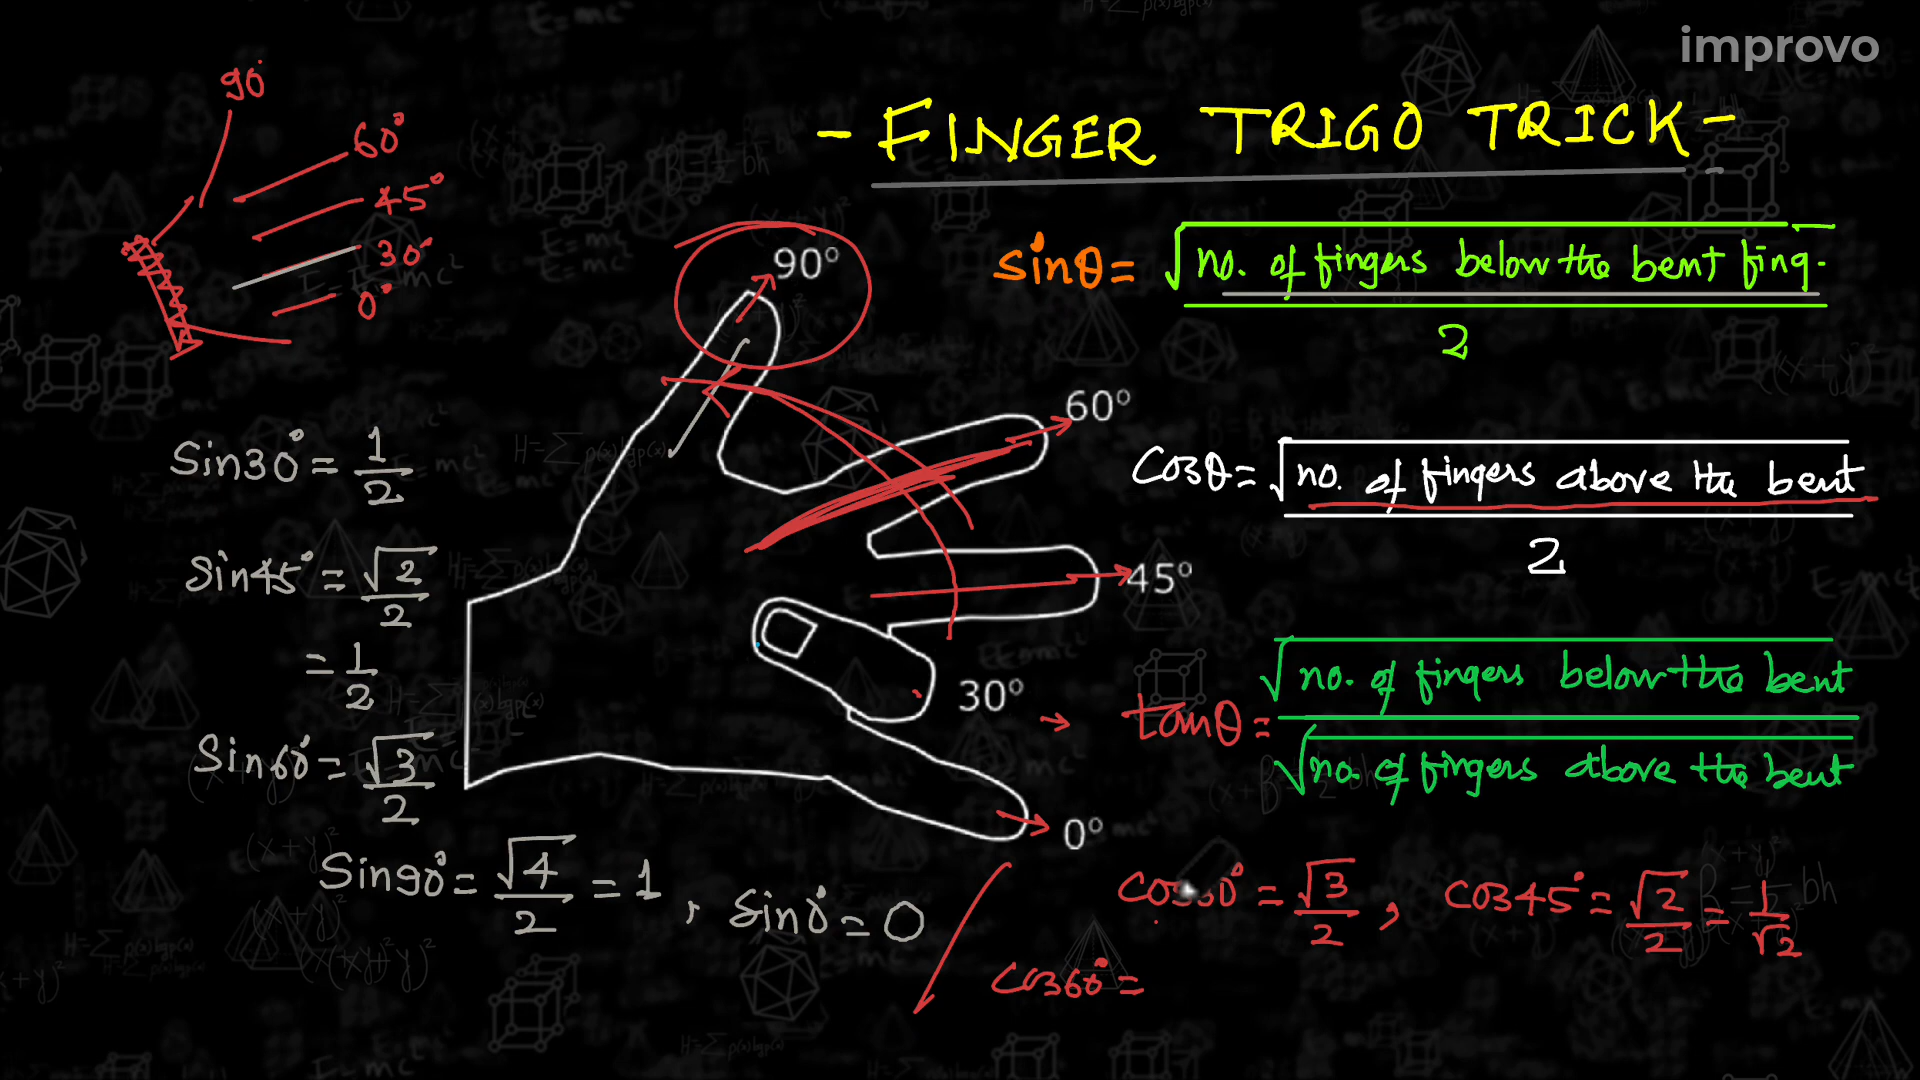 improvo
- FINGER TRIGO TRICK -
90°
60°
45°
30°
0°
sinθ = √no. of fingers below the bent fing. / 2
90°
60°
45°
30°
0°
Cosθ = √no. of fingers above the bent / 2
tanθ = √no. of fingers below the bent / √no. of fingers above the bent
Sin30° = 1/2
Sin45° = √2/2
= 1/2
Sin60° = √3/2
Sin90° = √4/2 = 1, Sin0° = 0
Cos30° = √3/2, Cos45° = √2/2 = 1/√2
Cos60° =